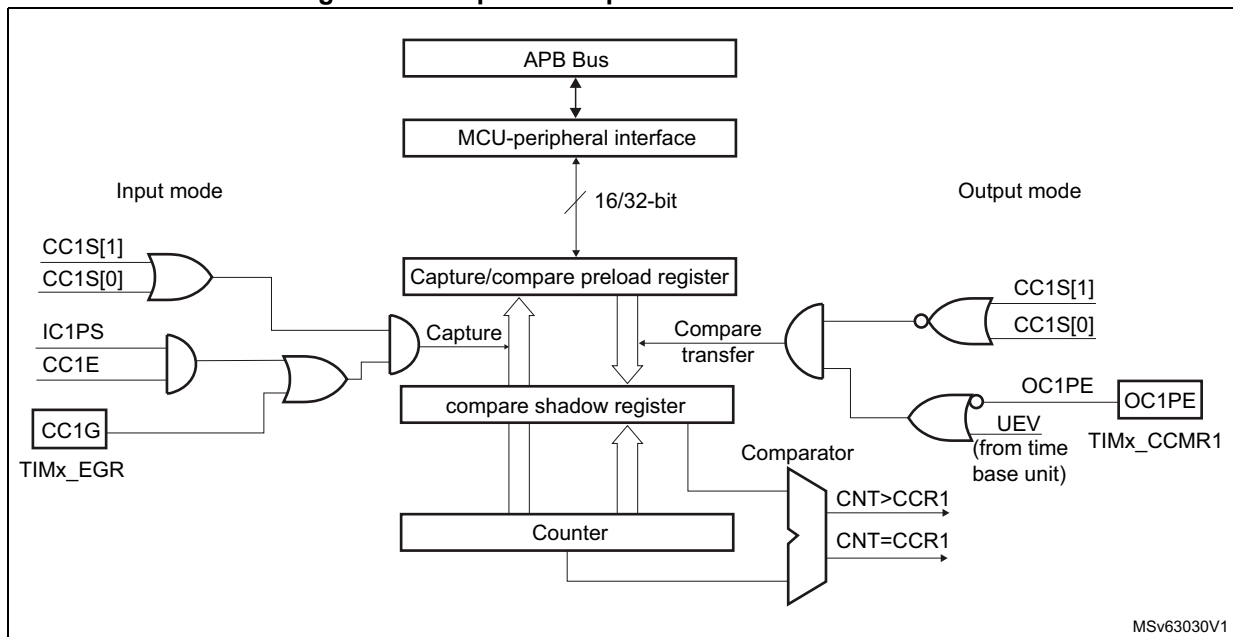 APB Bus
MCU-peripheral interface
Input mode
16/32-bit
Output mode
CC1S[1]
CC1S[0]
Capture/compare preload register
CC1S[1]
CC1S[0]
IC1PS
CC1E
Capture
Compare
transfer
CC1G
TIMx_EGR
compare shadow register
OC1PE
OC1PE
UEV
(from time
base unit)
TIMx_CCMR1
Comparator
CNT>CCR1
Counter
CNT=CCR1
MSv63030V1